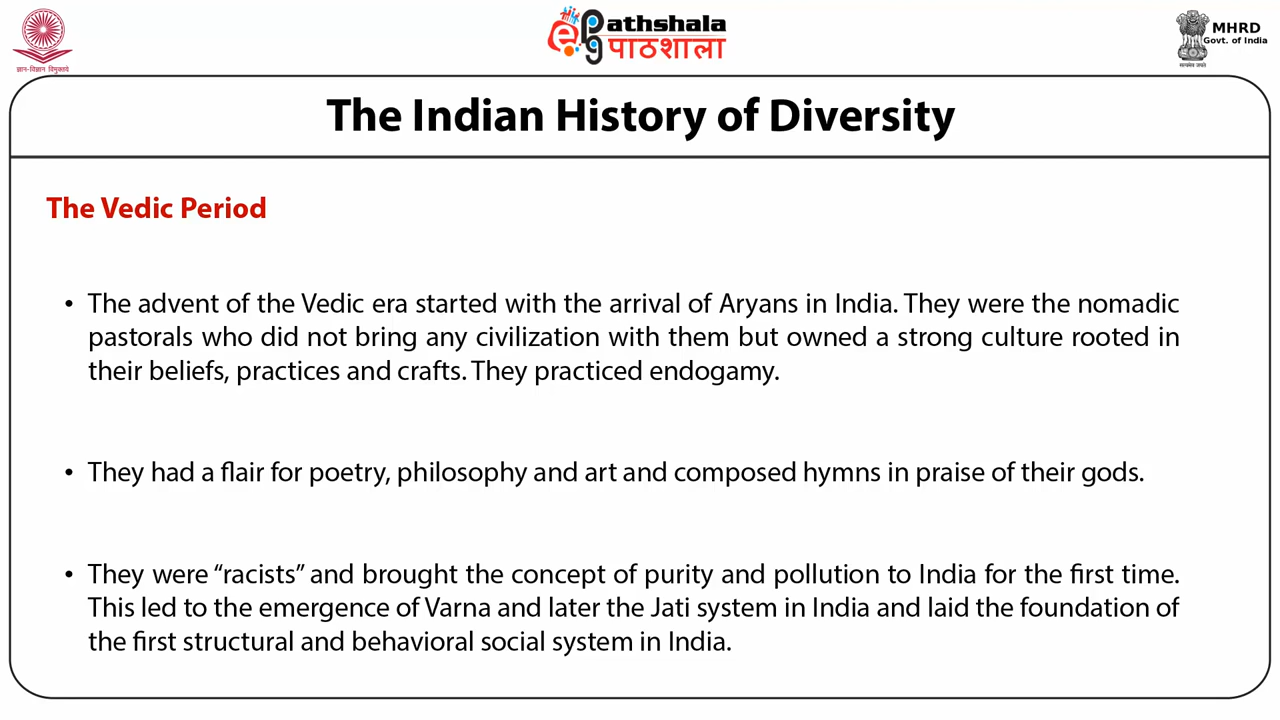 ज्ञान-विज्ञान विमुक्तये
ePathshala
पाठशाला
MHRD
Govt. of India
सत्यमेव जयते
The Indian History of Diversity
The Vedic Period
• The advent of the Vedic era started with the arrival of Aryans in India. They were the nomadic
pastorals who did not bring any civilization with them but owned a strong culture rooted in
their beliefs, practices and crafts. They practiced endogamy.
• They had a flair for poetry, philosophy and art and composed hymns in praise of their gods.
• They were “racists” and brought the concept of purity and pollution to India for the first time.
This led to the emergence of Varna and later the Jati system in India and laid the foundation of
the first structural and behavioral social system in India.